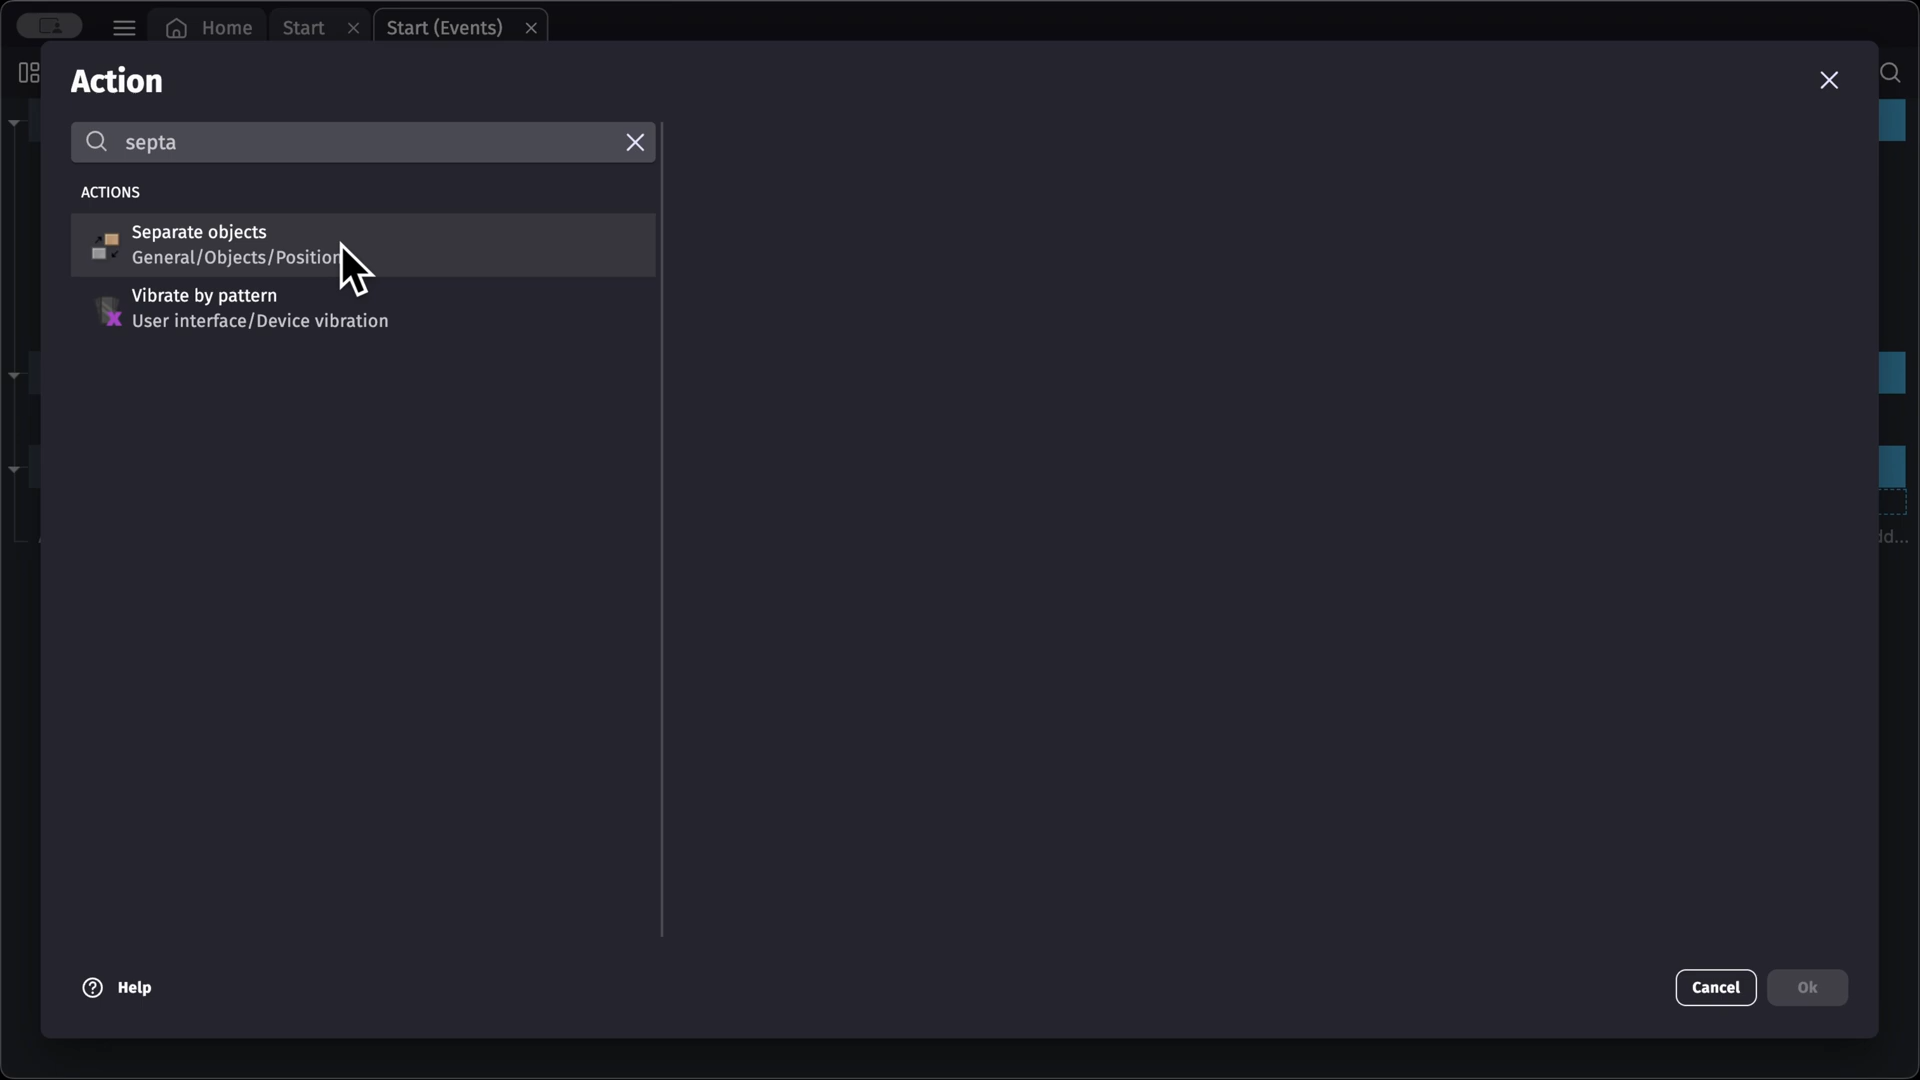 Home
Start
Start (Events)
Action
septa
ACTIONS
Separate objects
General/Objects/Position
Vibrate by pattern
User interface/Device vibration
dd...
Help
Cancel
Ok